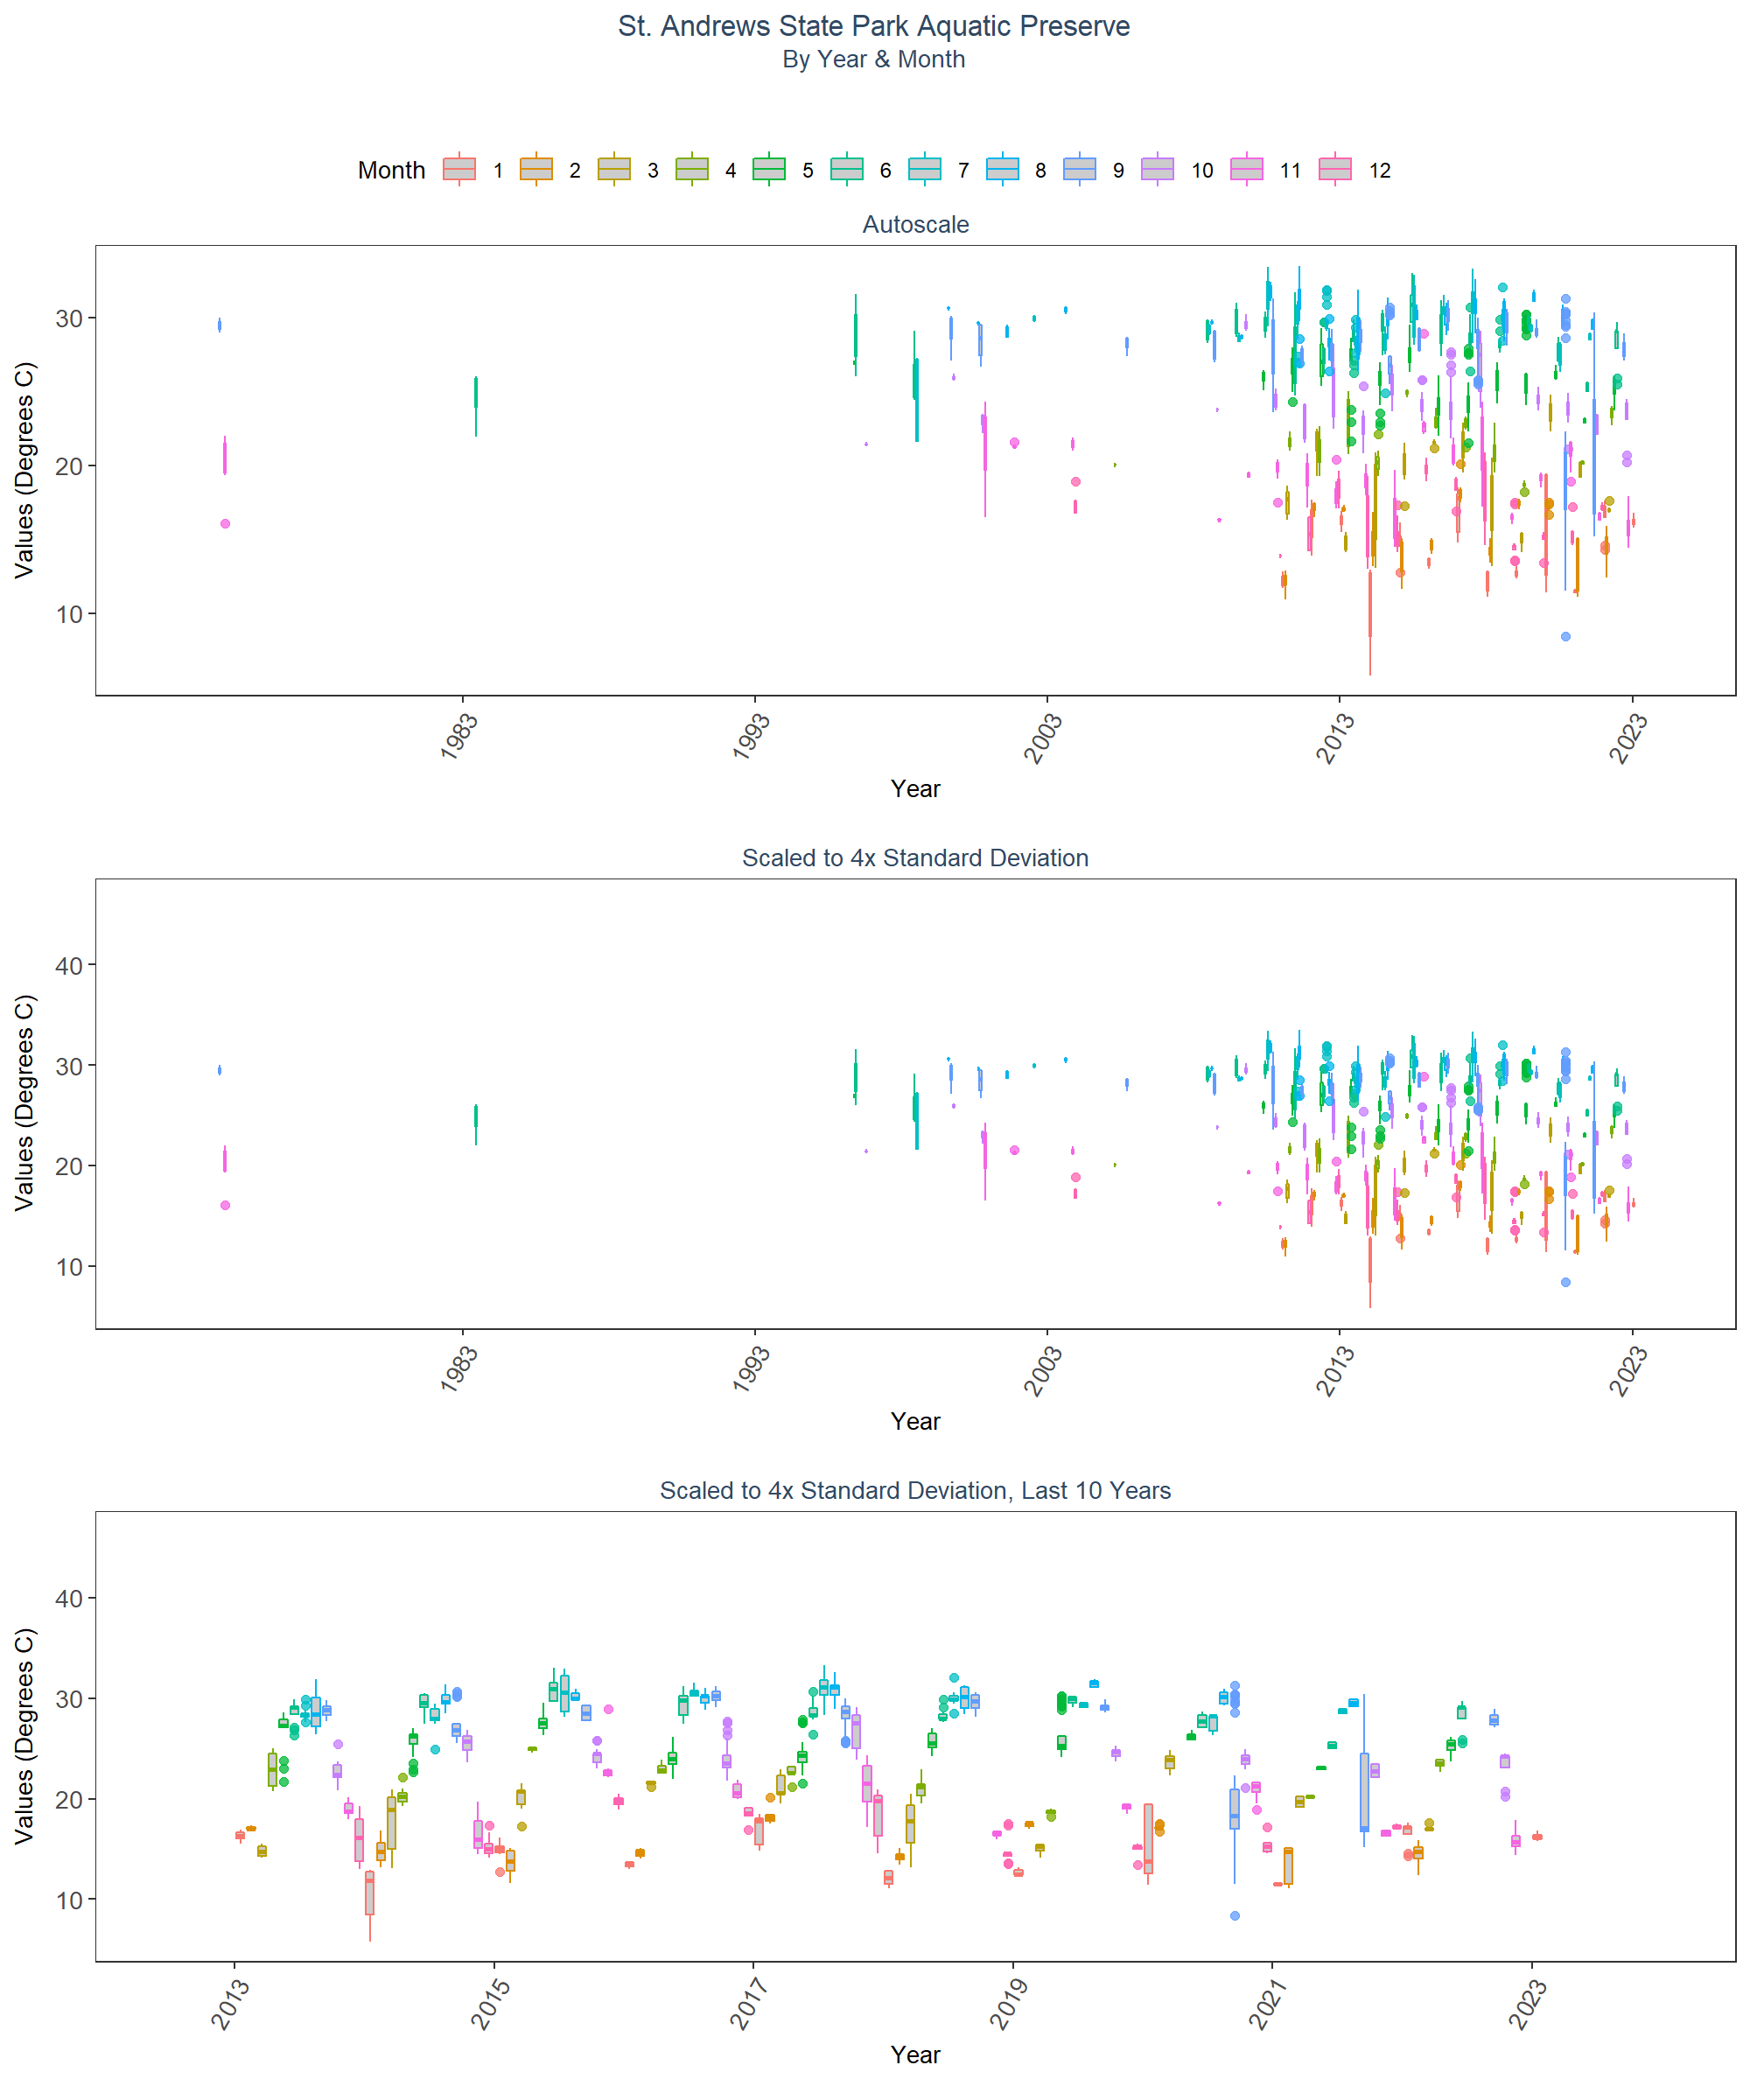 St. Andrews State Park Aquatic Preserve
By Year & Month
Month 1 2 3 4 5 6 7 8 9 10 11 12
Autoscale
Values (Degrees C)
30
20
10
1983 1993 2003 2013 2023
Year
Scaled to 4x Standard Deviation
Values (Degrees C)
40
30
20
10
1983 1993 2003 2013 2023
Year
Scaled to 4x Standard Deviation, Last 10 Years
Values (Degrees C)
40
30
20
10
2013 2015 2017 2019 2021 2023
Year